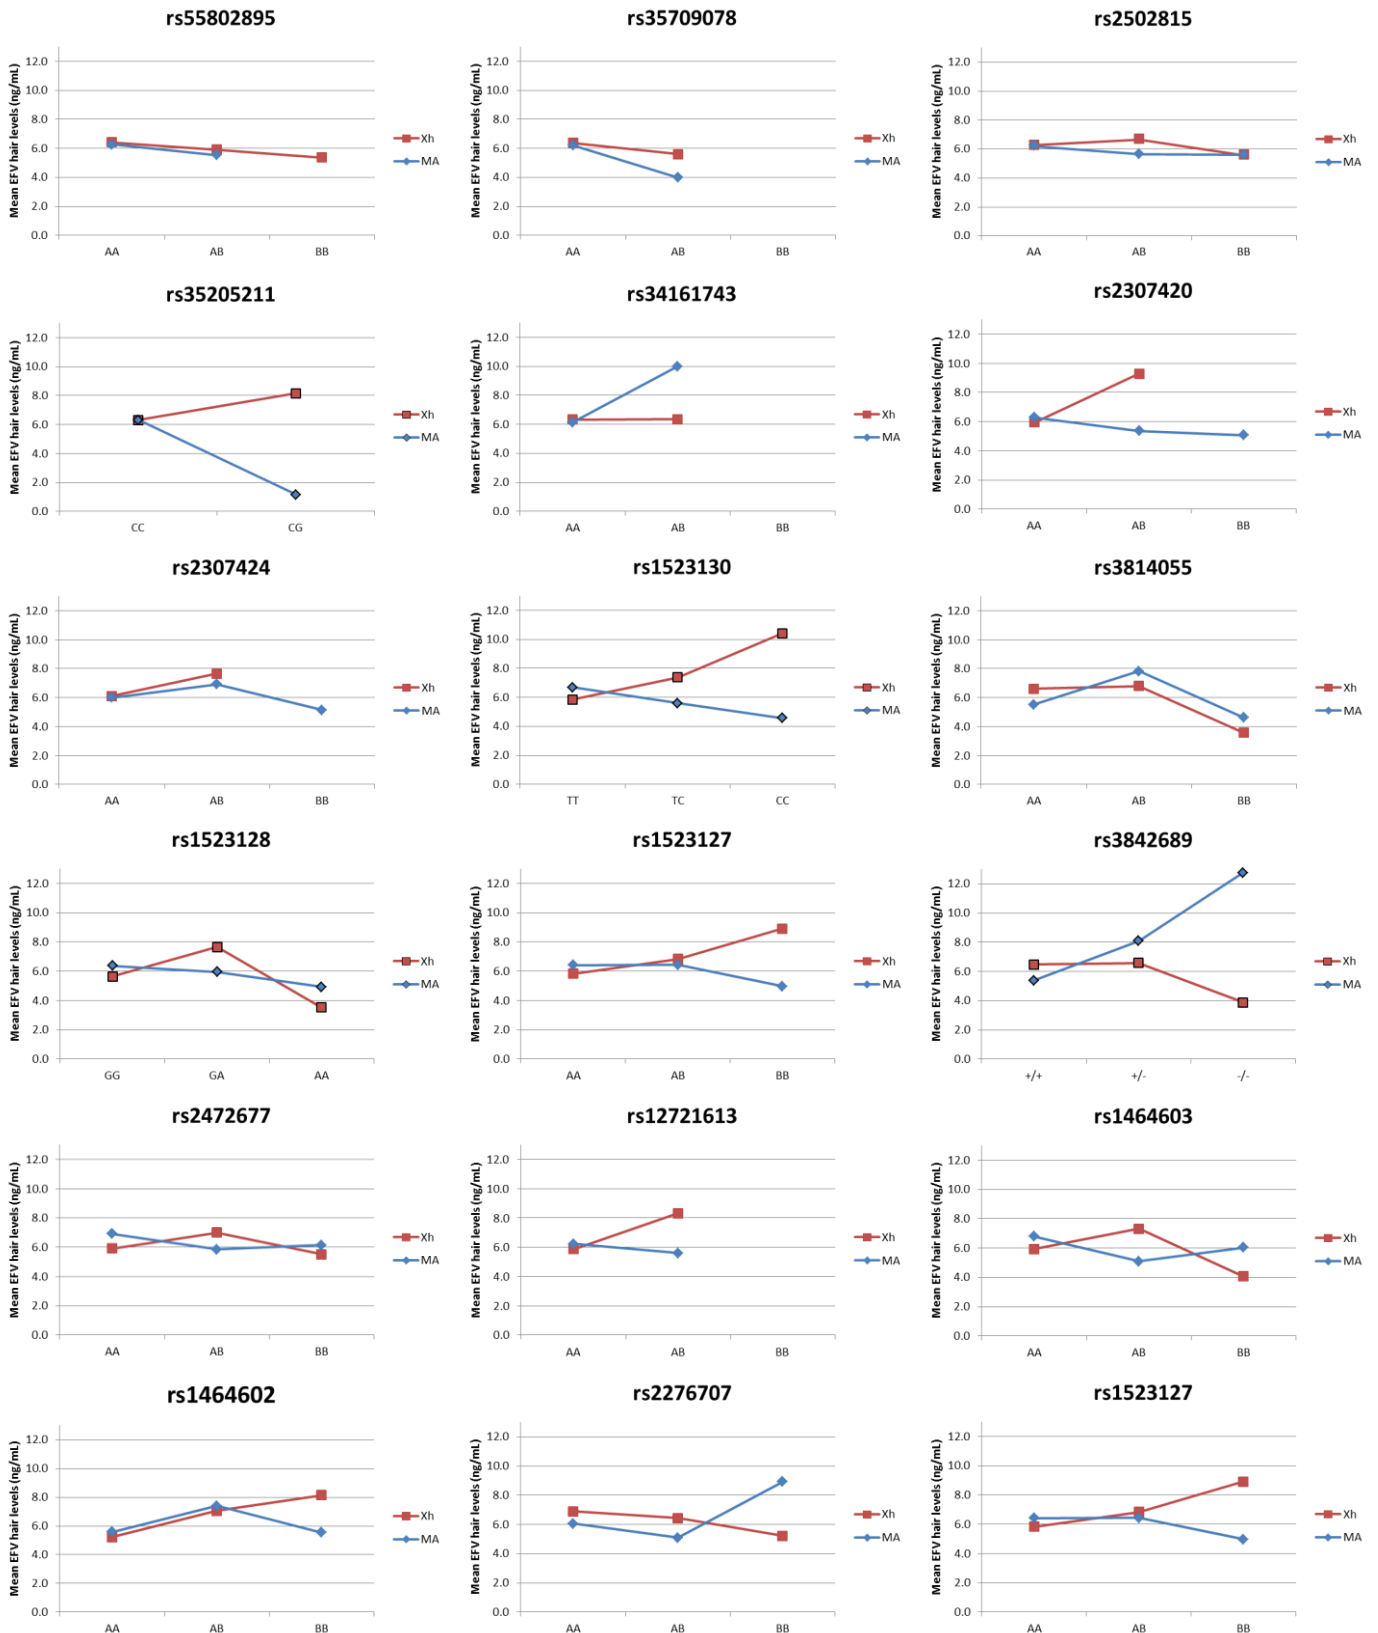 rs55802895
Mean EFV hair levels (ng/mL)
12.0
10.0
8.0
6.0
4.0
2.0
0.0
AA AB BB
Xh
MA
rs35709078
Mean EFV hair levels (ng/mL)
12.0
10.0
8.0
6.0
4.0
2.0
0.0
AA AB BB
Xh
MA
rs2502815
Mean EFV hair levels (ng/mL)
12.0
10.0
8.0
6.0
4.0
2.0
0.0
AA AB BB
Xh
MA
rs35205211
Mean EFV hair levels (ng/mL)
12.0
10.0
8.0
6.0
4.0
2.0
0.0
CC CG
Xh
MA
rs34161743
Mean EFV hair levels (ng/mL)
12.0
10.0
8.0
6.0
4.0
2.0
0.0
AA AB BB
Xh
MA
rs2307420
Mean EFV hair levels (ng/mL)
12.0
10.0
8.0
6.0
4.0
2.0
0.0
AA AB BB
Xh
MA
rs2307424
Mean EFV hair levels (ng/mL)
12.0
10.0
8.0
6.0
4.0
2.0
0.0
AA AB BB
Xh
MA
rs1523130
Mean EFV hair levels (ng/mL)
12.0
10.0
8.0
6.0
4.0
2.0
0.0
TT TC CC
Xh
MA
rs3814055
Mean EFV hair levels (ng/mL)
12.0
10.0
8.0
6.0
4.0
2.0
0.0
AA AB BB
Xh
MA
rs1523128
Mean EFV hair levels (ng/mL)
12.0
10.0
8.0
6.0
4.0
2.0
0.0
GG GA AA
Xh
MA
rs1523127
Mean EFV hair levels (ng/mL)
12.0
10.0
8.0
6.0
4.0
2.0
0.0
AA AB BB
Xh
MA
rs3842689
Mean EFV hair levels (ng/mL)
12.0
10.0
8.0
6.0
4.0
2.0
0.0
+/+ +/- -/-
Xh
MA
rs2472677
Mean EFV hair levels (ng/mL)
12.0
10.0
8.0
6.0
4.0
2.0
0.0
AA AB BB
Xh
MA
rs12721613
Mean EFV hair levels (ng/mL)
12.0
10.0
8.0
6.0
4.0
2.0
0.0
AA AB BB
Xh
MA
rs1464603
Mean EFV hair levels (ng/mL)
12.0
10.0
8.0
6.0
4.0
2.0
0.0
AA AB BB
Xh
MA
rs1464602
Mean EFV hair levels (ng/mL)
12.0
10.0
8.0
6.0
4.0
2.0
0.0
AA AB BB
Xh
MA
rs2276707
Mean EFV hair levels (ng/mL)
12.0
10.0
8.0
6.0
4.0
2.0
0.0
AA AB BB
Xh
MA
rs1523127
Mean EFV hair levels (ng/mL)
12.0
10.0
8.0
6.0
4.0
2.0
0.0
AA AB BB
Xh
MA